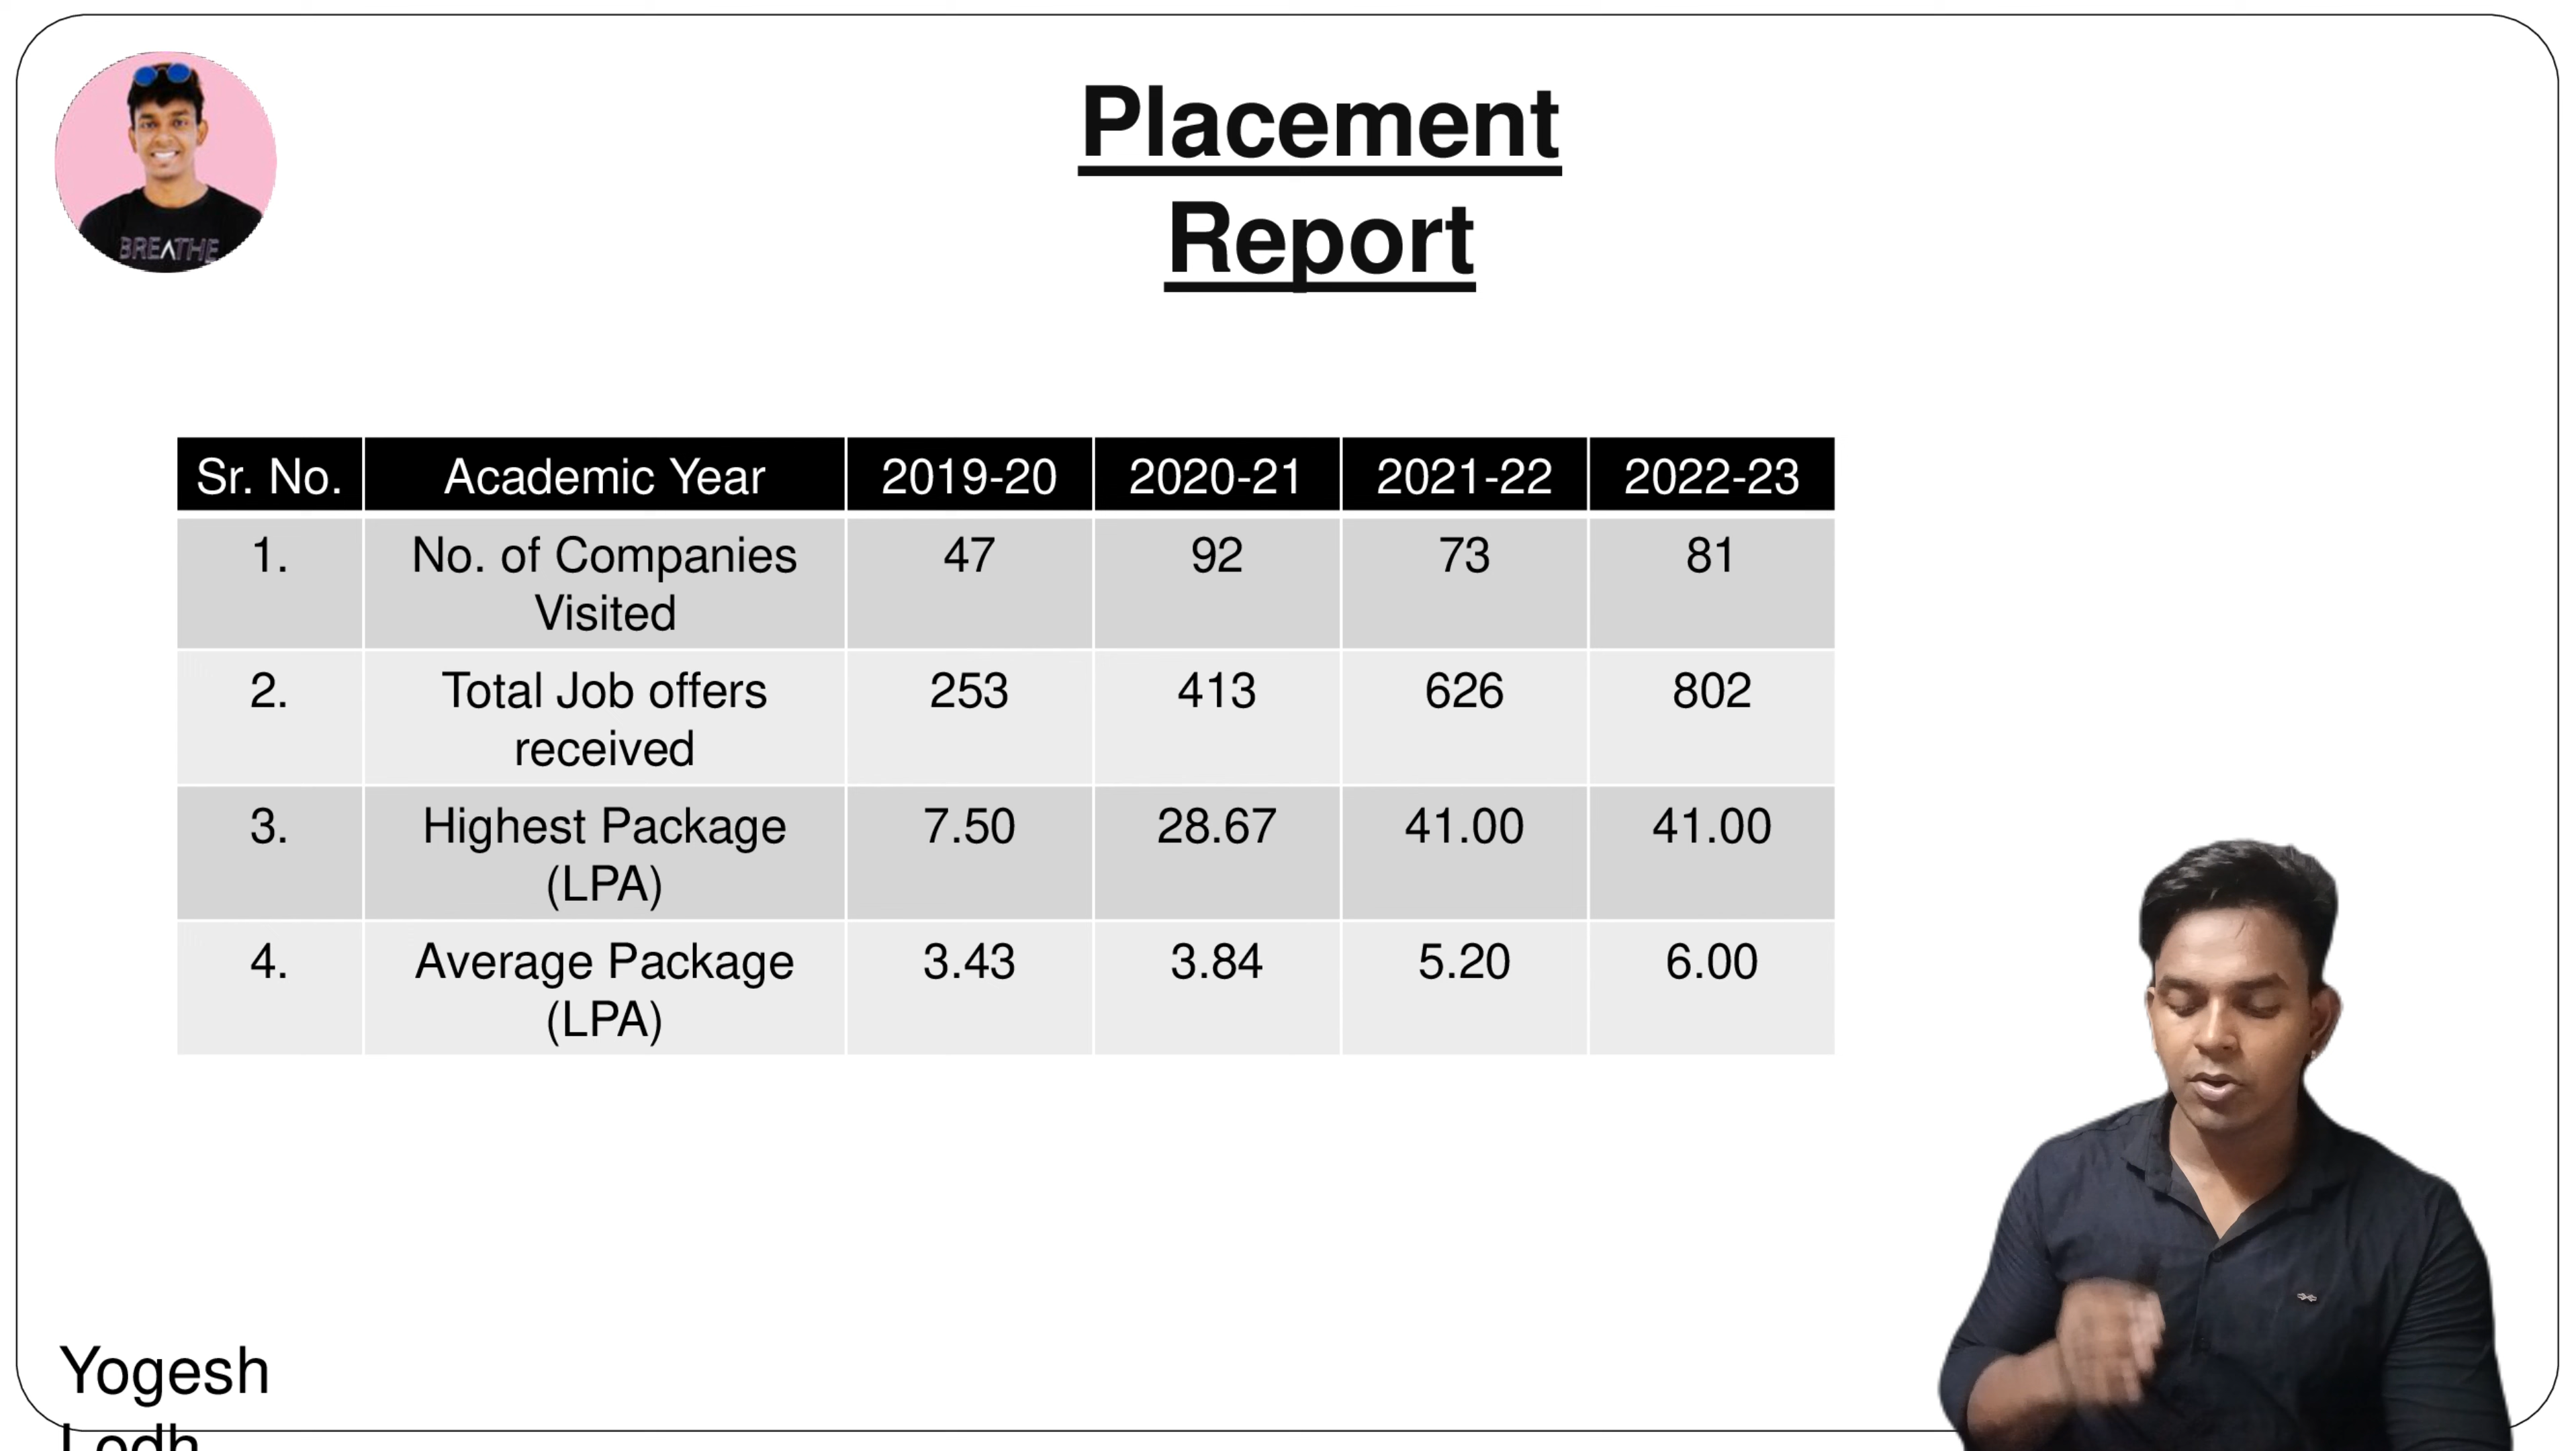 BREATHE
Placement
Report
Sr. No. Academic Year 2019-20 2020-21 2021-22 2022-23
1. No. of Companies 47 92 73 81
Visited
2. Total Job offers 253 413 626 802
received
3. Highest Package 7.50 28.67 41.00 41.00
(LPA)
4. Average Package 3.43 3.84 5.20 6.00
(LPA)
Yogesh
Lodh